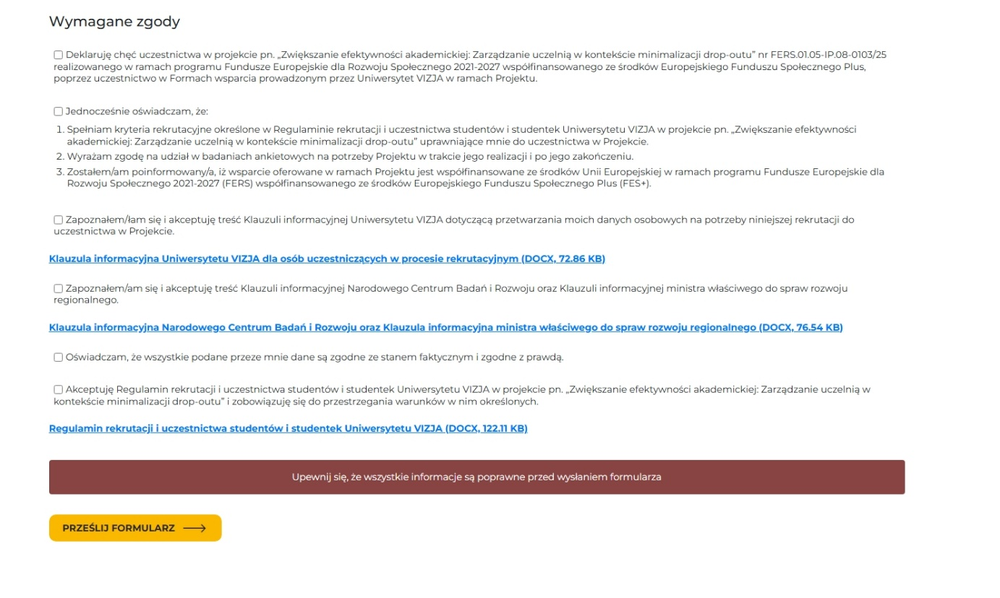 Wymagane zgody
Deklaruję chęć uczestnictwa w projekcie pn. „Zwiększanie efektywności akademickiej: Zarządzanie uczelnią w kontekście minimalizacji drop-outu” nr FERS.01.05-IP.08-0103/25
realizowanego w ramach programu Fundusze Europejskie dla Rozwoju Społecznego 2021-2027 współfinansowanego ze środków Europejskiego Funduszu Społecznego Plus,
poprzez uczestnictwo w Formach wsparcia prowadzonym przez Uniwersytet VIZJA w ramach Projektu.
Jednocześnie oświadczam, że:
1. Spełniam kryteria rekrutacyjne określone w Regulaminie rekrutacji i uczestnictwa studentów i studentek Uniwersytetu VIZJA w projekcie pn. „Zwiększanie efektywności
akademickiej: Zarządzanie uczelnią w kontekście minimalizacji drop-outu” uprawniające mnie do uczestnictwa w Projekcie.
2. Wyrażam zgodę na udział w badaniach ankietowych na potrzeby Projektu w trakcie jego realizacji i po jego zakończeniu.
3. Zostałem/am poinformowany/a, iż wsparcie oferowane w ramach Projektu jest współfinansowane ze środków Unii Europejskiej w ramach programu Fundusze Europejskie dla
Rozwoju Społecznego 2021-2027 (FERS) współfinansowanego ze środków Europejskiego Funduszu Społecznego Plus (FES+).
Zapoznałem/łam się i akceptuję treść Klauzuli informacyjnej Uniwersytetu VIZJA dotyczącą przetwarzania moich danych osobowych na potrzeby niniejszej rekrutacji do
uczestnictwa w Projekcie.
Klauzula informacyjna Uniwersytetu VIZJA dla osób uczestniczących w procesie rekrutacyjnym (DOCX, 72.86 KB)
Zapoznałem/am się i akceptuję treść Klauzuli informacyjnej Narodowego Centrum Badań i Rozwoju oraz Klauzuli informacyjnej ministra właściwego do spraw rozwoju
regionalnego.
Klauzula informacyjna Narodowego Centrum Badań i Rozwoju oraz Klauzula informacyjna ministra właściwego do spraw rozwoju regionalnego (DOCX, 76.54 KB)
Oświadczam, że wszystkie podane przeze mnie dane są zgodne ze stanem faktycznym i zgodne z prawdą.
Akceptuję Regulamin rekrutacji i uczestnictwa studentów i studentek Uniwersytetu VIZJA w projekcie pn. „Zwiększanie efektywności akademickiej: Zarządzanie uczelnią w
kontekście minimalizacji drop-outu” i zobowiązuję się do przestrzegania warunków w nim określonych.
Regulamin rekrutacji i uczestnictwa studentów i studentek Uniwersytetu VIZJA (DOCX, 122.11 KB)
Upewnij się, że wszystkie informacje są poprawne przed wysłaniem formularza
PRZEŚLIJ FORMULARZ